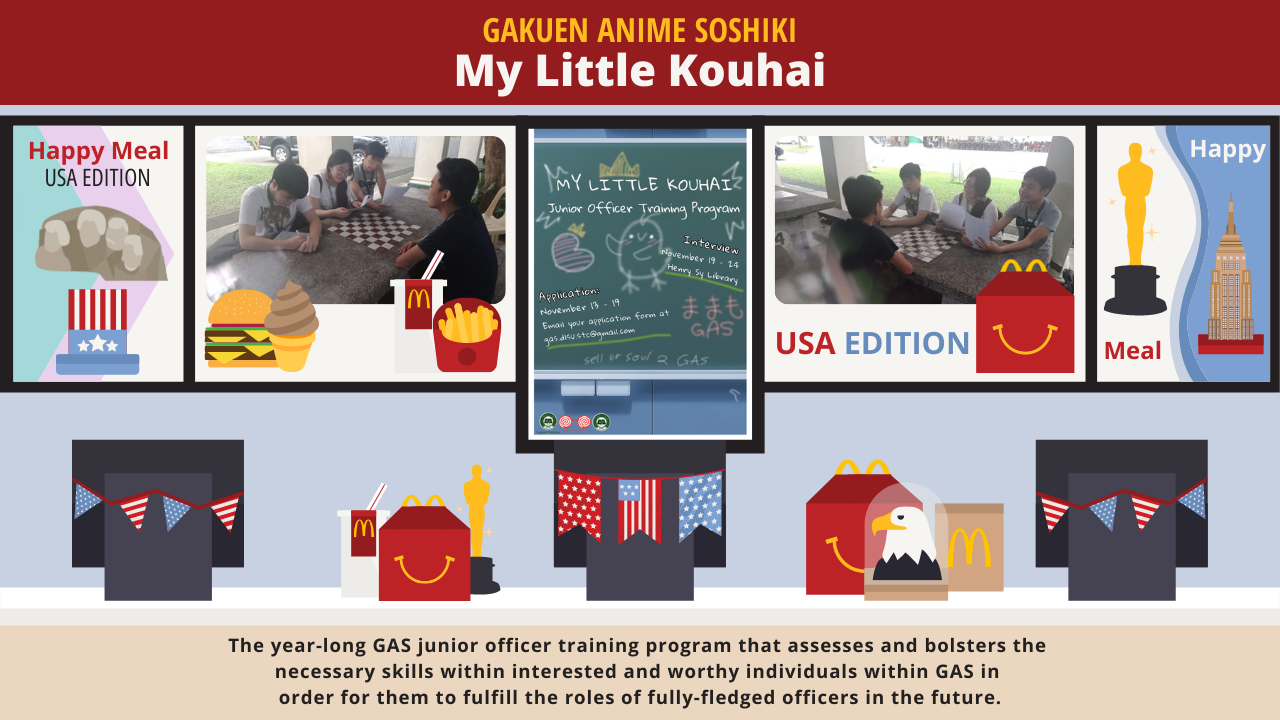 GAKUEN ANIME SOSHIKI
My Little Kouhai
Happy Meal
USA EDITION
MY LITTLE KOUHAI
Junior Officer Training Program
Interview
November 19 - 24
Henry Sy Library
Application:
November 13 - 19
Email your application form at
gas.dlsu.stc@gmail.com
ままも
GAS
sell ur soul 2 GAS
USA EDITION
Happy
Meal
The year-long GAS junior officer training program that assesses and bolsters the
necessary skills within interested and worthy individuals within GAS in
order for them to fulfill the roles of fully-fledged officers in the future.